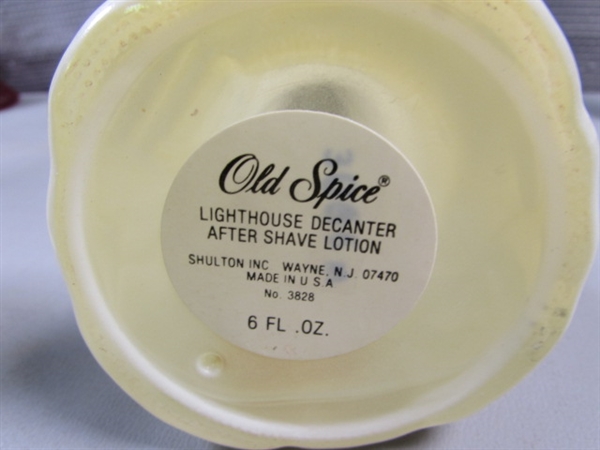 Old Spice®
LIGHTHOUSE DECANTER
AFTER SHAVE LOTION
SHULTON INC WAYNE, N.J. 07470
MADE IN U.S.A
No. 3828
6 FL .OZ.